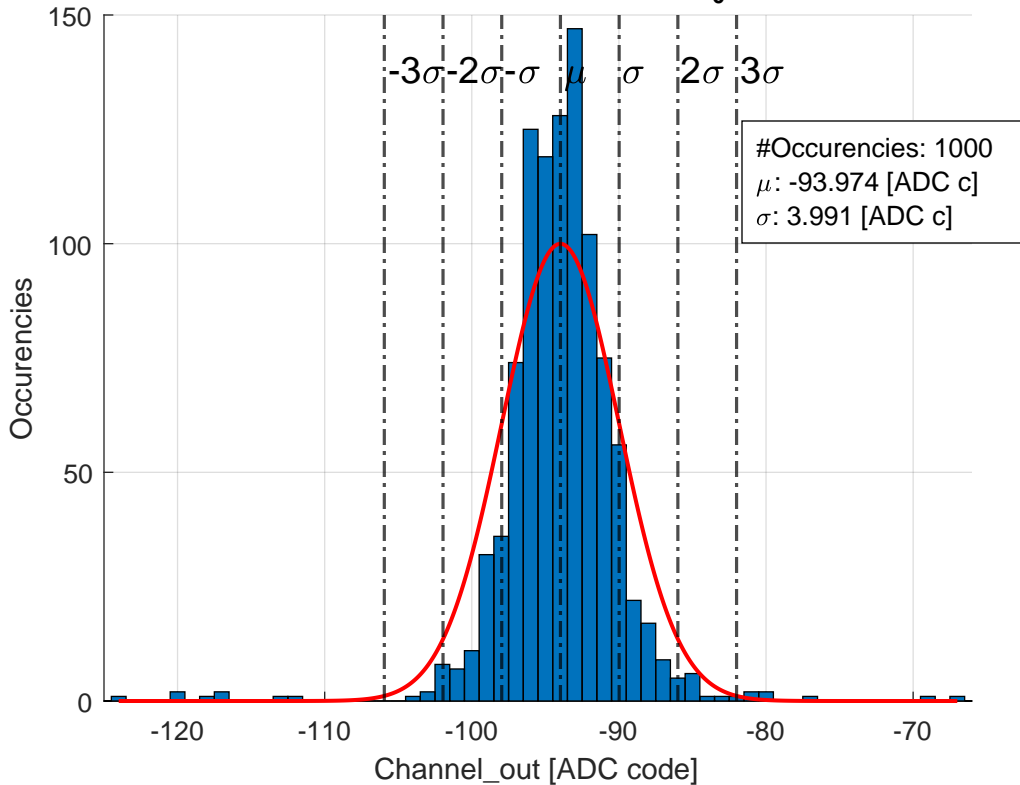 150
-3σ -2σ -σ μ σ 2σ 3σ
#Occurencies: 1000
μ: -93.974 [ADC c]
σ: 3.991 [ADC c]
100
Occurencies
50
0
-120 -110 -100 -90 -80 -70
Channel_out [ADC code]